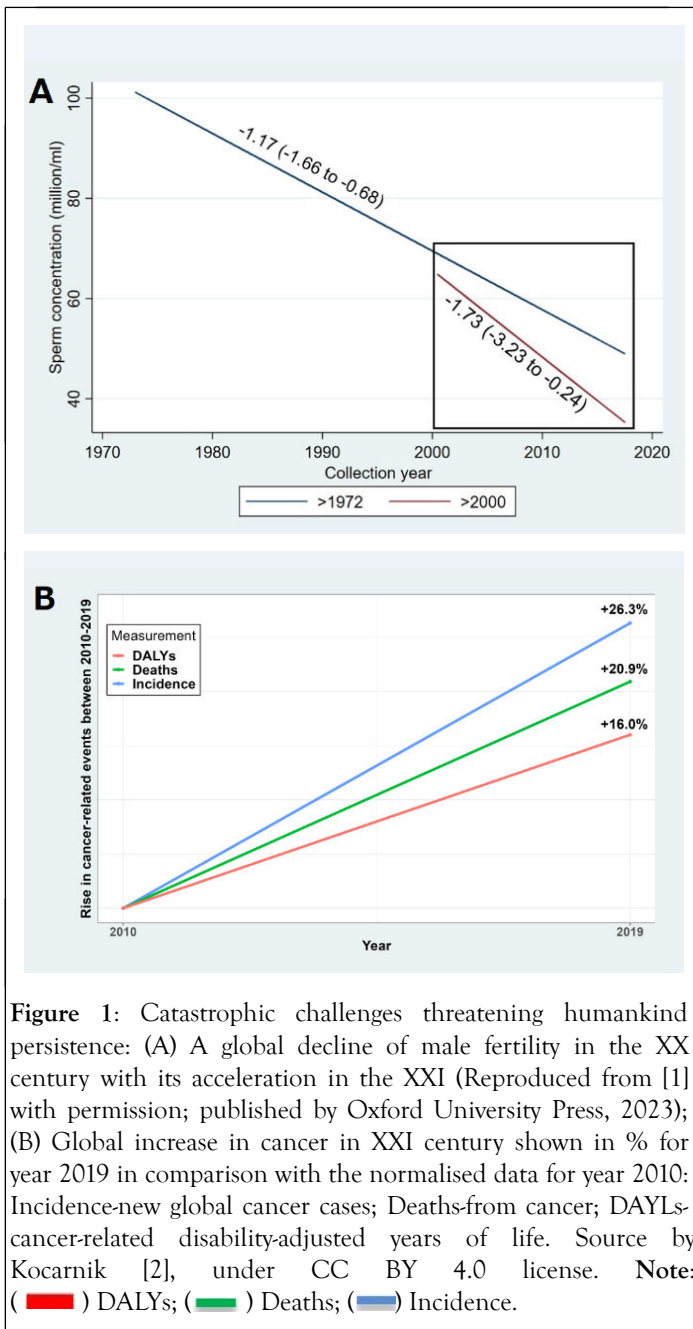 A
Sperm concentration (million/ml)
100
80
60
40
-1.17 (-1.66 to -0.68)
-1.73 (-3.23 to -0.24)
1970 1980 1990 2000 2010 2020
Collection year
>1972 >2000
B
Rise in cancer-related events between 2010-2019
Measurement
DALYs
Deaths
Incidence
+26.3%
+20.9%
+16.0%
2010 2019
Year
Figure 1: Catastrophic challenges threatening humankind
persistence: (A) A global decline of male fertility in the XX
century with its acceleration in the XXI (Reproduced from [1]
with permission; published by Oxford University Press, 2023);
(B) Global increase in cancer in XXI century shown in % for
year 2019 in comparison with the normalised data for year 2010:
Incidence-new global cancer cases; Deaths-from cancer; DAYLs-
cancer-related disability-adjusted years of life. Source by
Kocarnik [2], under CC BY 4.0 license. Note:
( ) DALYs; ( ) Deaths; ( ) Incidence.